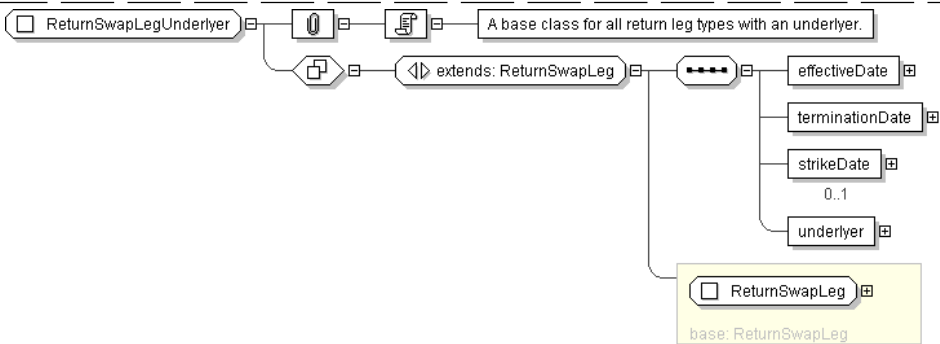 ReturnSwapLegUnderlyer
A base class for all return leg types with an underlyer.
extends: ReturnSwapLeg
effectiveDate
terminationDate
strikeDate
0..1
underlyer
ReturnSwapLeg
base: ReturnSwapLeg